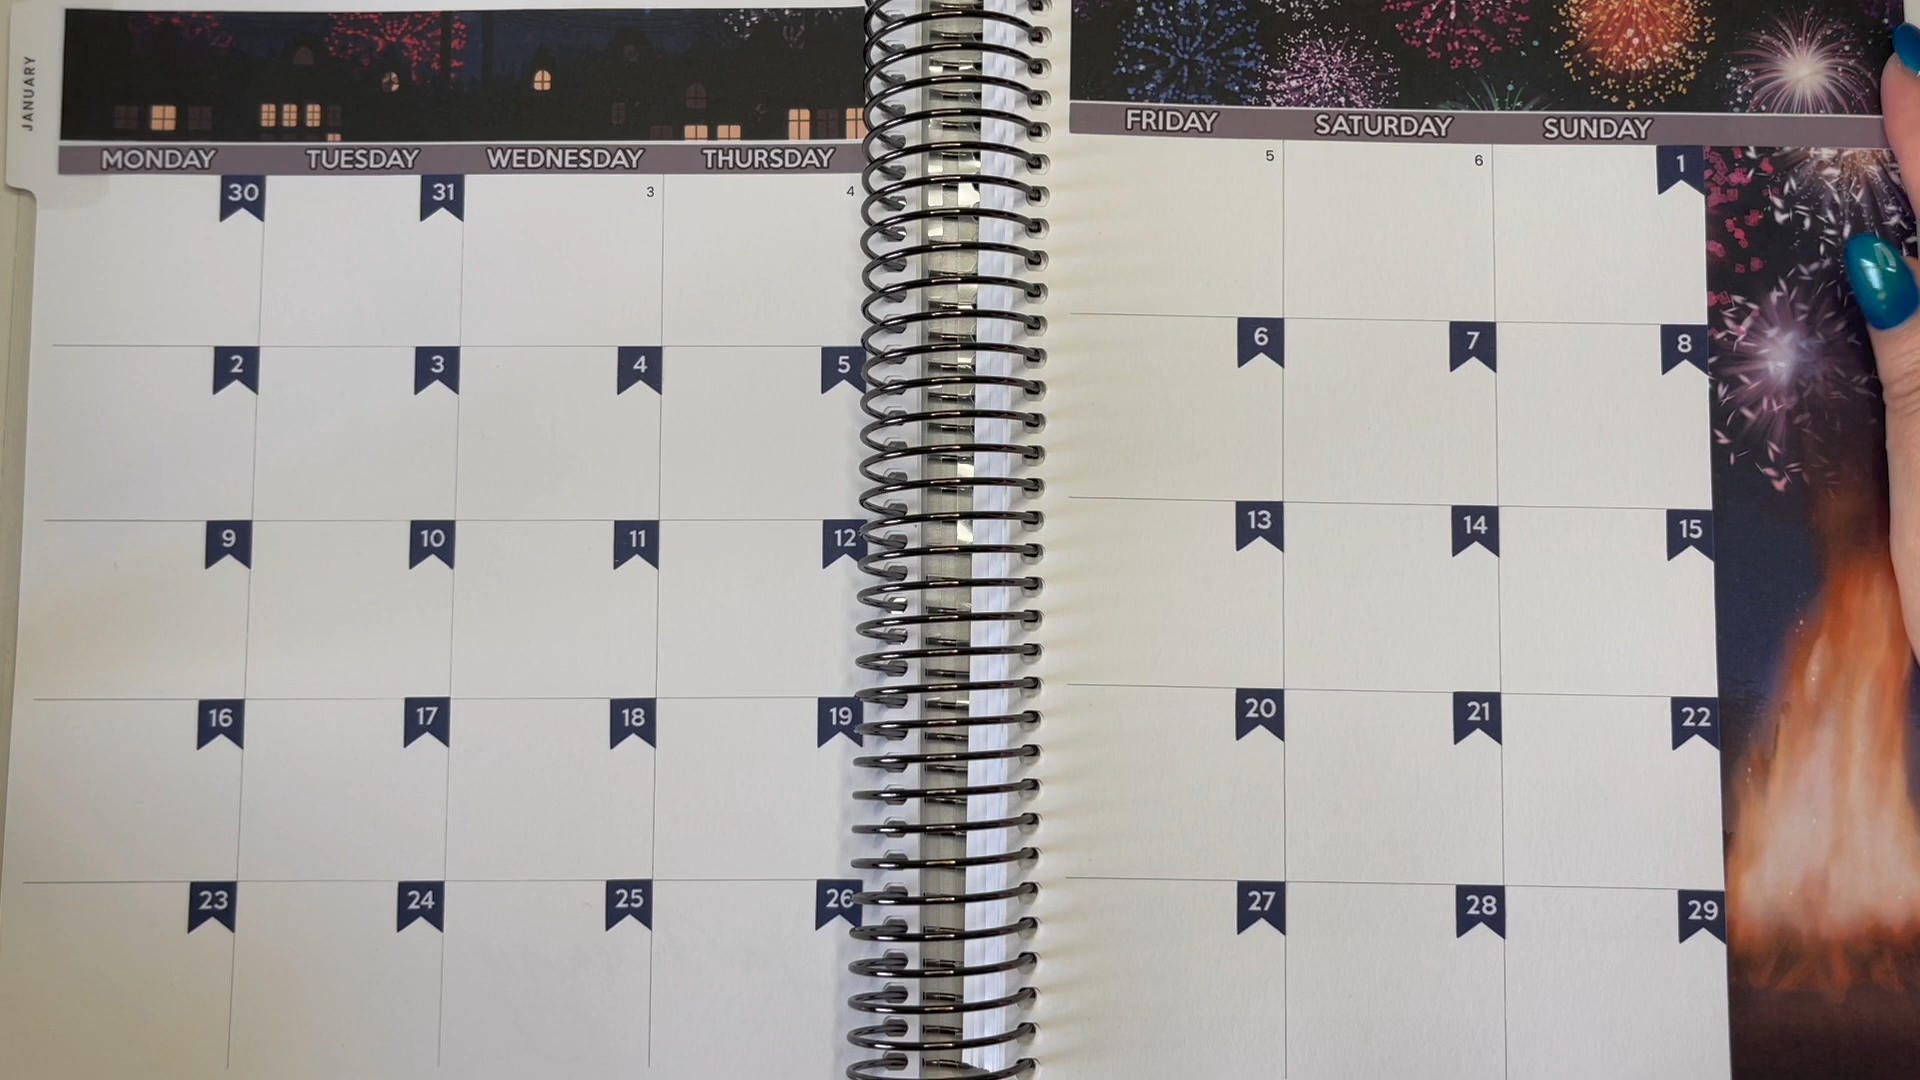 JANUARY
MONDAY TUESDAY WEDNESDAY THURSDAY FRIDAY SATURDAY SUNDAY
30 31 3 4 5 6 1
2 3 4 5 6 7 8
9 10 11 12 13 14 15
16 17 18 19 20 21 22
23 24 25 26 27 28 29